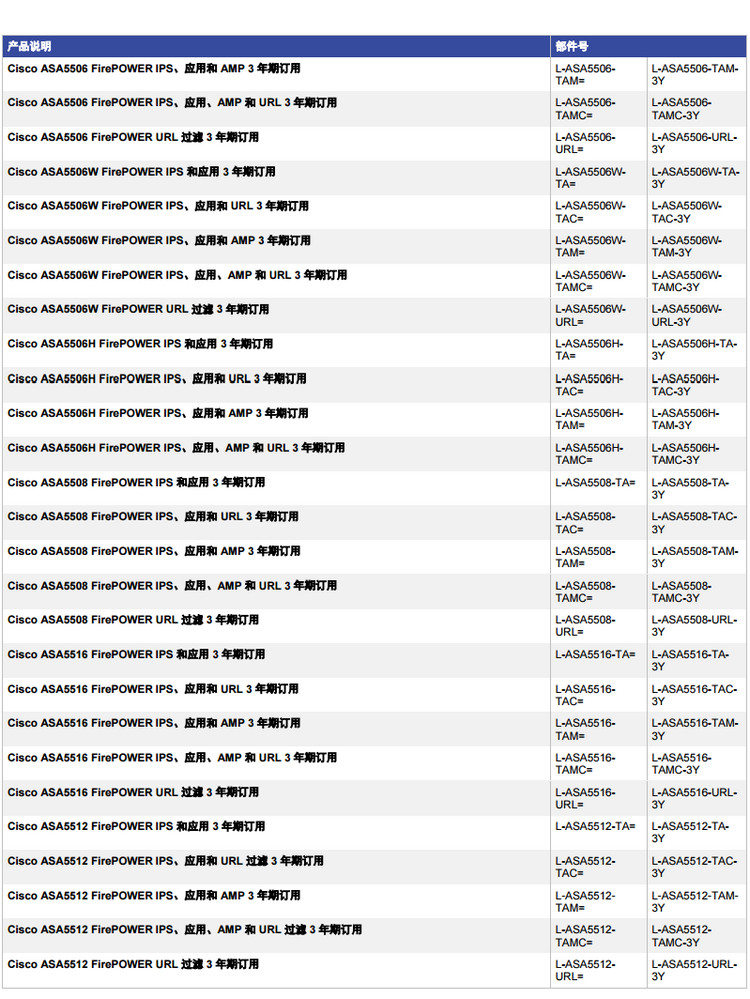 产品说明 部件号
Cisco ASA5506 FirePOWER IPS、应用和 AMP 3 年期订用 L-ASA5506-TAM= L-ASA5506-TAM-3Y
Cisco ASA5506 FirePOWER IPS、应用、AMP 和 URL 3 年期订用 L-ASA5506-TAMC= L-ASA5506-TAMC-3Y
Cisco ASA5506 FirePOWER URL 过滤 3 年期订用 L-ASA5506-URL= L-ASA5506-URL-3Y
Cisco ASA5506W FirePOWER IPS 和应用 3 年期订用 L-ASA5506W-TA= L-ASA5506W-TA-3Y
Cisco ASA5506W FirePOWER IPS、应用和 URL 3 年期订用 L-ASA5506W-TAC= L-ASA5506W-TAC-3Y
Cisco ASA5506W FirePOWER IPS、应用和 AMP 3 年期订用 L-ASA5506W-TAM= L-ASA5506W-TAM-3Y
Cisco ASA5506W FirePOWER IPS、应用、AMP 和 URL 3 年期订用 L-ASA5506W-TAMC= L-ASA5506W-TAMC-3Y
Cisco ASA5506W FirePOWER URL 过滤 3 年期订用 L-ASA5506W-URL= L-ASA5506W-URL-3Y
Cisco ASA5506H FirePOWER IPS 和应用 3 年期订用 L-ASA5506H-TA= L-ASA5506H-TA-3Y
Cisco ASA5506H FirePOWER IPS、应用和 URL 3 年期订用 L-ASA5506H-TAC= L-ASA5506H-TAC-3Y
Cisco ASA5506H FirePOWER IPS、应用和 AMP 3 年期订用 L-ASA5506H-TAM= L-ASA5506H-TAM-3Y
Cisco ASA5506H FirePOWER IPS、应用、AMP 和 URL 3 年期订用 L-ASA5506H-TAMC= L-ASA5506H-TAMC-3Y
Cisco ASA5508 FirePOWER IPS 和应用 3 年期订用 L-ASA5508-TA= L-ASA5508-TA-3Y
Cisco ASA5508 FirePOWER IPS、应用和 URL 3 年期订用 L-ASA5508-TAC= L-ASA5508-TAC-3Y
Cisco ASA5508 FirePOWER IPS、应用和 AMP 3 年期订用 L-ASA5508-TAM= L-ASA5508-TAM-3Y
Cisco ASA5508 FirePOWER IPS、应用、AMP 和 URL 3 年期订用 L-ASA5508-TAMC= L-ASA5508-TAMC-3Y
Cisco ASA5508 FirePOWER URL 过滤 3 年期订用 L-ASA5508-URL= L-ASA5508-URL-3Y
Cisco ASA5516 FirePOWER IPS 和应用 3 年期订用 L-ASA5516-TA= L-ASA5516-TA-3Y
Cisco ASA5516 FirePOWER IPS、应用和 URL 3 年期订用 L-ASA5516-TAC= L-ASA5516-TAC-3Y
Cisco ASA5516 FirePOWER IPS、应用和 AMP 3 年期订用 L-ASA5516-TAM= L-ASA5516-TAM-3Y
Cisco ASA5516 FirePOWER IPS、应用、AMP 和 URL 3 年期订用 L-ASA5516-TAMC= L-ASA5516-TAMC-3Y
Cisco ASA5516 FirePOWER URL 过滤 3 年期订用 L-ASA5516-URL= L-ASA5516-URL-3Y
Cisco ASA5512 FirePOWER IPS 和应用 3 年期订用 L-ASA5512-TA= L-ASA5512-TA-3Y
Cisco ASA5512 FirePOWER IPS、应用和 URL 过滤 3 年期订用 L-ASA5512-TAC= L-ASA5512-TAC-3Y
Cisco ASA5512 FirePOWER IPS、应用和 AMP 3 年期订用 L-ASA5512-TAM= L-ASA5512-TAM-3Y
Cisco ASA5512 FirePOWER IPS、应用、AMP 和 URL 过滤 3 年期订用 L-ASA5512-TAMC= L-ASA5512-TAMC-3Y
Cisco ASA5512 FirePOWER URL 过滤 3 年期订用 L-ASA5512-URL= L-ASA5512-URL-3Y